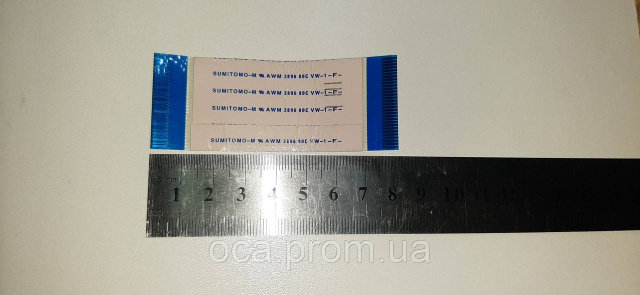 SUMITOMO-M AWM 2896 80C VW-1-F-
SUMITOMO-M AWM 2896 80C VW-1-F-
SUMITOMO-M AWM 2896 80C VW-1-F-
SUMITOMO-M AWM 2896 80C VW-1-F-
1 2 3 4 5 6 7 8 9 10 11 12
oca.prom.ua